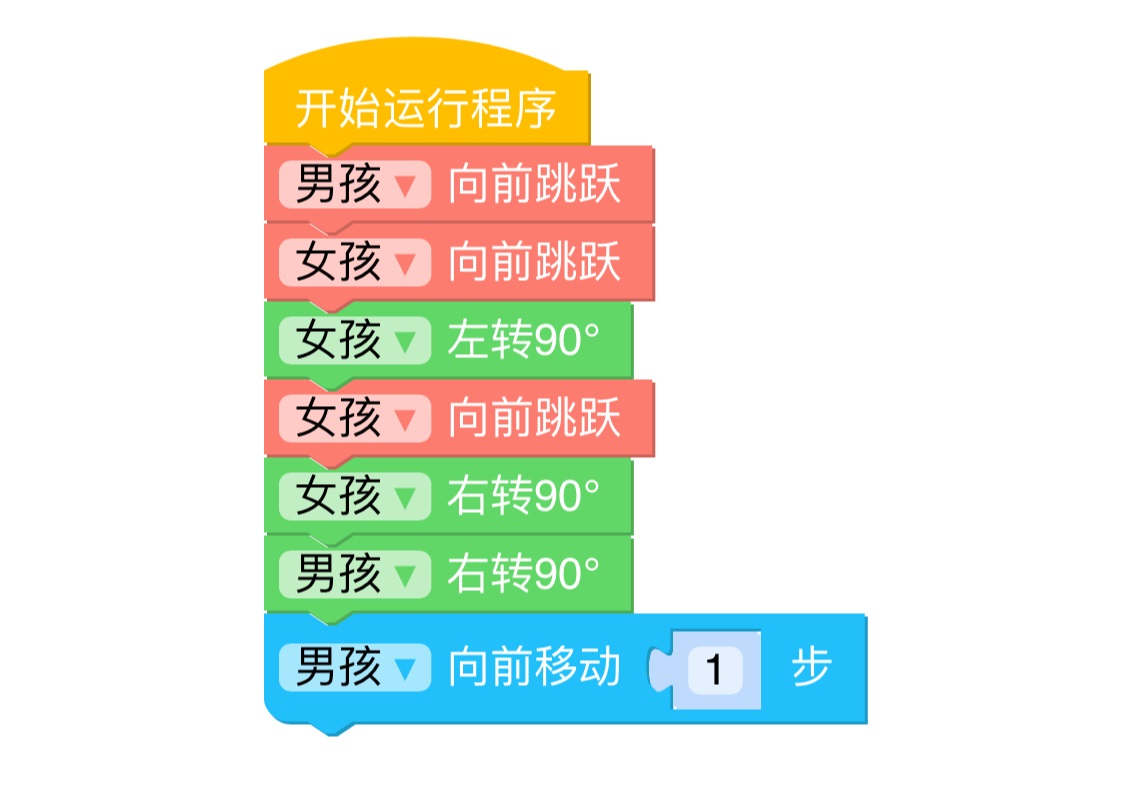 开始运行程序
男孩▼ 向前跳跃
女孩▼ 向前跳跃
女孩▼ 左转90°
女孩▼ 向前跳跃
女孩▼ 右转90°
男孩▼ 右转90°
男孩▼ 向前移动 1 步